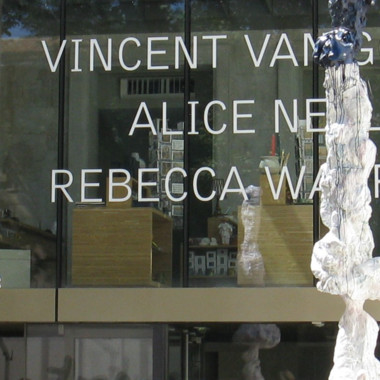 VINCENT VAN G
ALICE NE L
REBECCA WA R